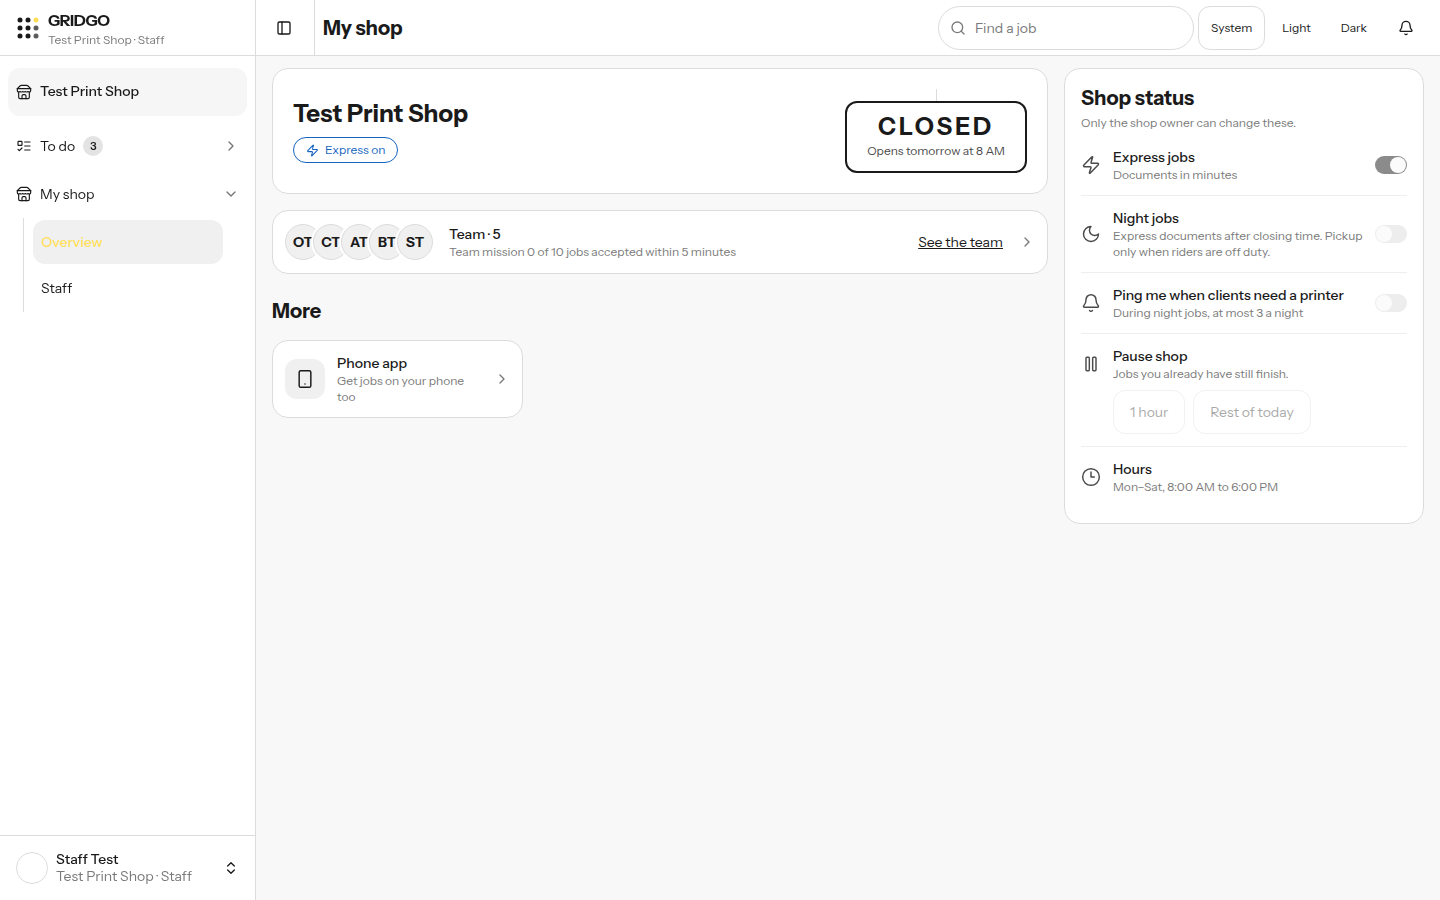 GRIDGO
Test Print Shop · Staff
My shop
Find a job
System
Light
Dark
Test Print Shop
To do 3
My shop
Overview
Staff
Test Print Shop
Express on
CLOSED
Opens tomorrow at 8 AM
OT CT AT BT ST
Team · 5
Team mission 0 of 10 jobs accepted within 5 minutes
See the team
More
Phone app
Get jobs on your phone
too
Shop status
Only the shop owner can change these.
Express jobs
Documents in minutes
Night jobs
Express documents after closing time. Pickup
only when riders are off duty.
Ping me when clients need a printer
During night jobs, at most 3 a night
Pause shop
Jobs you already have still finish.
1 hour
Rest of today
Hours
Mon–Sat, 8:00 AM to 6:00 PM
Staff Test
Test Print Shop · Staff